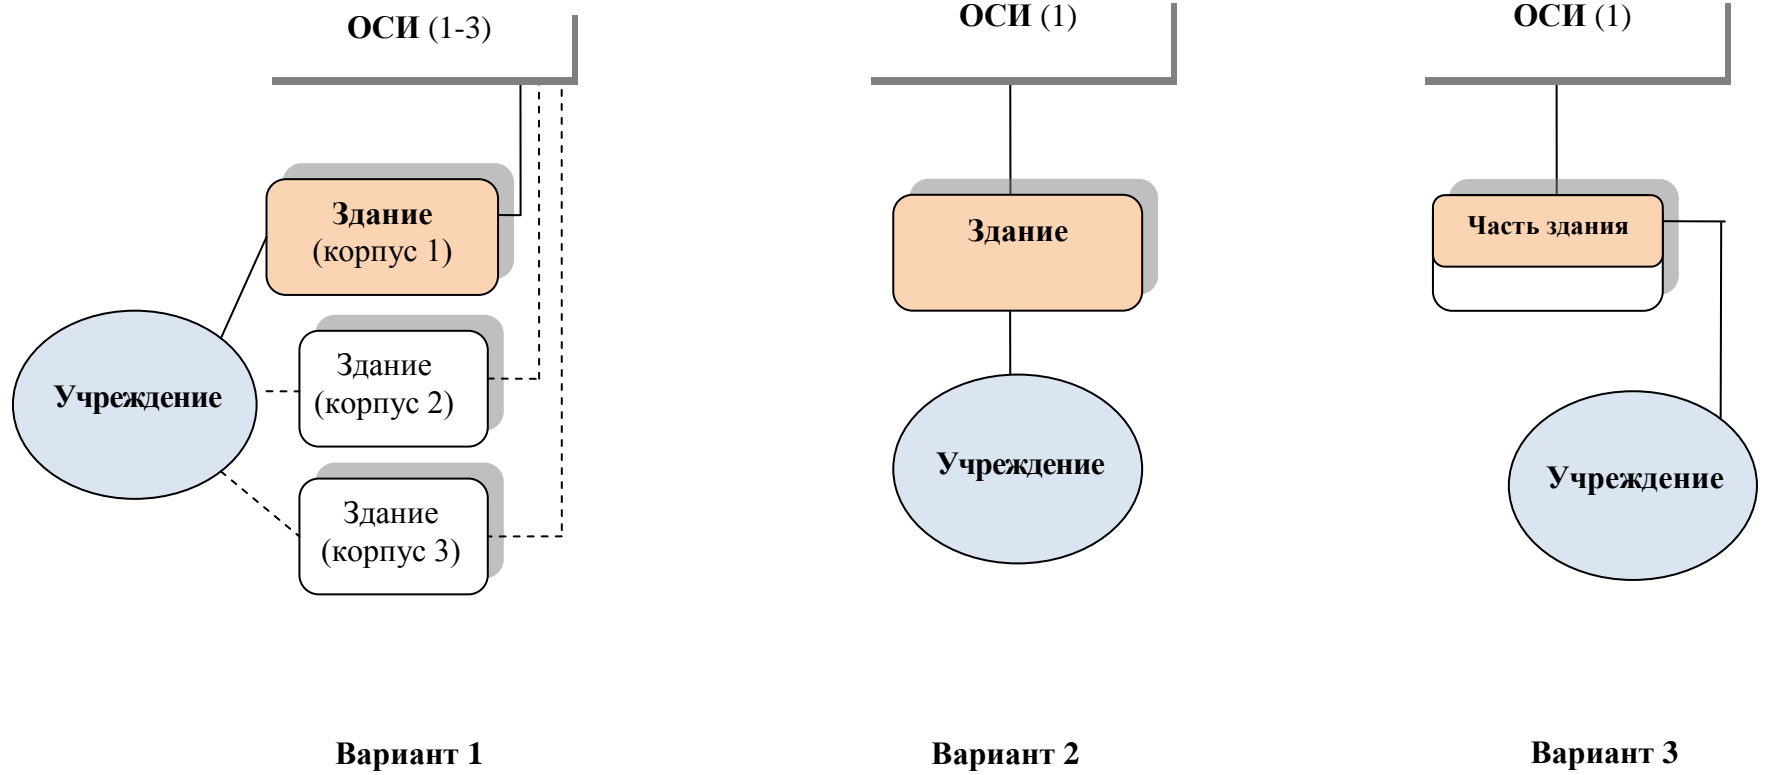 ОСИ (1-3)
Здание
(корпус 1)
Учреждение
Здание
(корпус 2)
Здание
(корпус 3)
Вариант 1
ОСИ (1)
Здание
Учреждение
Вариант 2
ОСИ (1)
Часть здания
Учреждение
Вариант 3